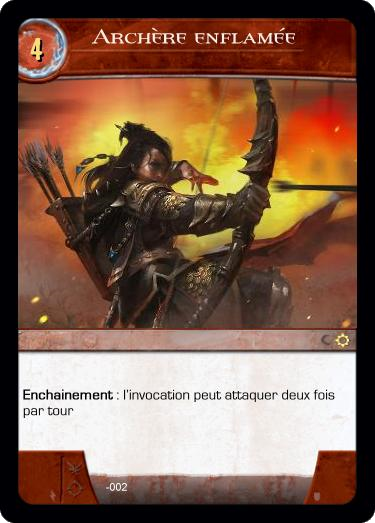 4
Archère enflamée
Enchainement : l'invocation peut attaquer deux fois
par tour
-002